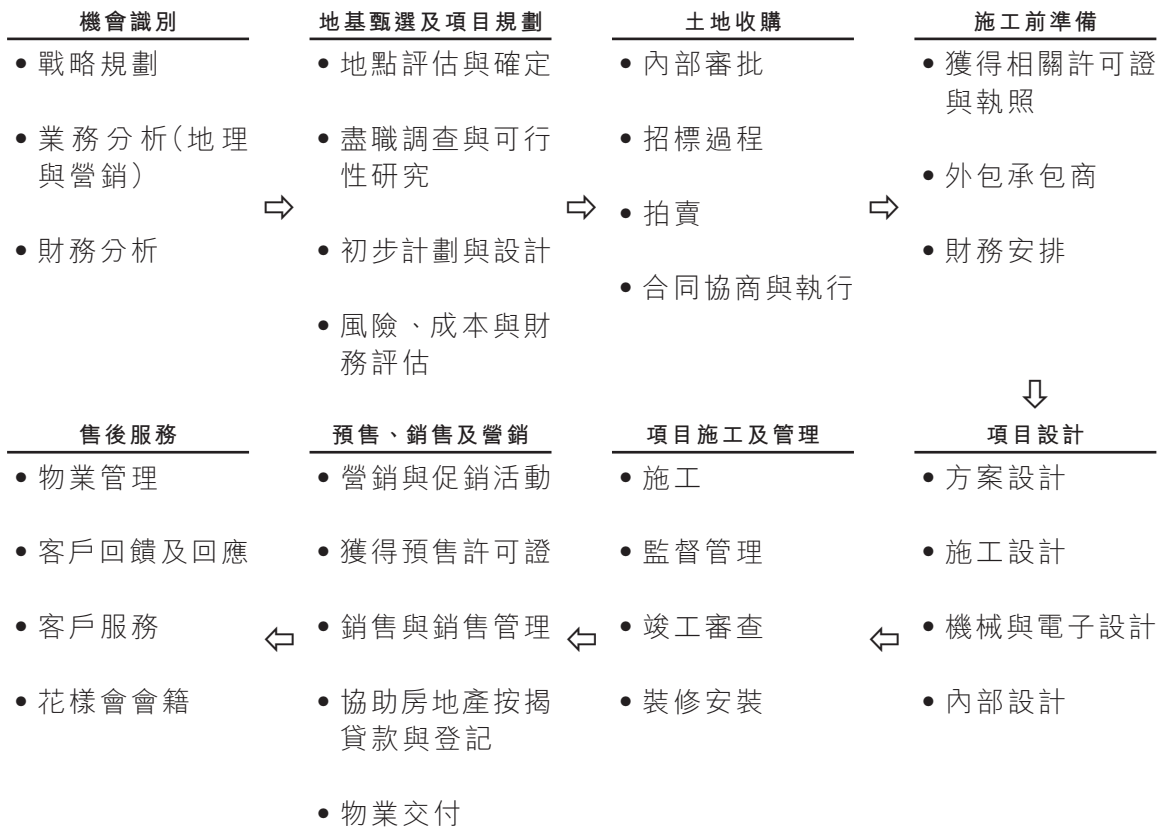 機會識別
• 戰略規劃
• 業務分析(地理
與營銷)
• 財務分析
地基甄選及項目規劃
• 地點評估與確定
• 盡職調查與可行
性研究
• 初步計劃與設計
• 風險、成本與財
務評估
土地收購
• 內部審批
• 招標過程
• 拍賣
• 合同協商與執行
施工前準備
• 獲得相關許可證
與執照
• 外包承包商
• 財務安排
項目設計
• 方案設計
• 施工設計
• 機械與電子設計
• 內部設計
項目施工及管理
• 施工
• 監督管理
• 竣工審查
• 裝修安裝
預售、銷售及營銷
• 營銷與促銷活動
• 獲得預售許可證
• 銷售與銷售管理
• 協助房地產按揭
貸款與登記
• 物業交付
售後服務
• 物業管理
• 客戶回饋及回應
• 客戶服務
• 花樣會會籍